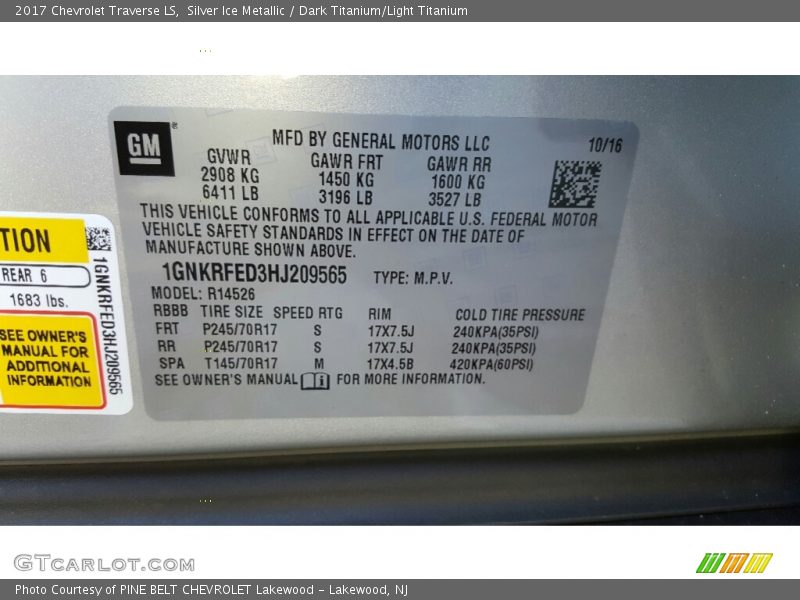 2017 Chevrolet Traverse LS, Silver Ice Metallic / Dark Titanium/Light Titanium
GM
MFD BY GENERAL MOTORS LLC 10/16
GVWR GAWR FRT GAWR RR
2908 KG 1450 KG 1600 KG
6411 LB 3196 LB 3527 LB
THIS VEHICLE CONFORMS TO ALL APPLICABLE U.S. FEDERAL MOTOR
VEHICLE SAFETY STANDARDS IN EFFECT ON THE DATE OF
MANUFACTURE SHOWN ABOVE.
1GNKRFED3HJ209565 TYPE: M.P.V.
MODEL: R14526
RBBB TIRE SIZE SPEED RTG RIM COLD TIRE PRESSURE
FRT P245/70R17 S 17X7.5J 240KPA(35PSI)
RR P245/70R17 S 17X7.5J 240KPA(35PSI)
SPA T145/70R17 M 17X4.5B 420KPA(60PSI)
SEE OWNER'S MANUAL FOR MORE INFORMATION.
TION
REAR 6
1683 lbs.
SEE OWNER'S
MANUAL FOR
ADDITIONAL
INFORMATION
1GNKRFED3HJ209565
GTCARLOT.COM
Photo Courtesy of PINE BELT CHEVROLET Lakewood - Lakewood, NJ